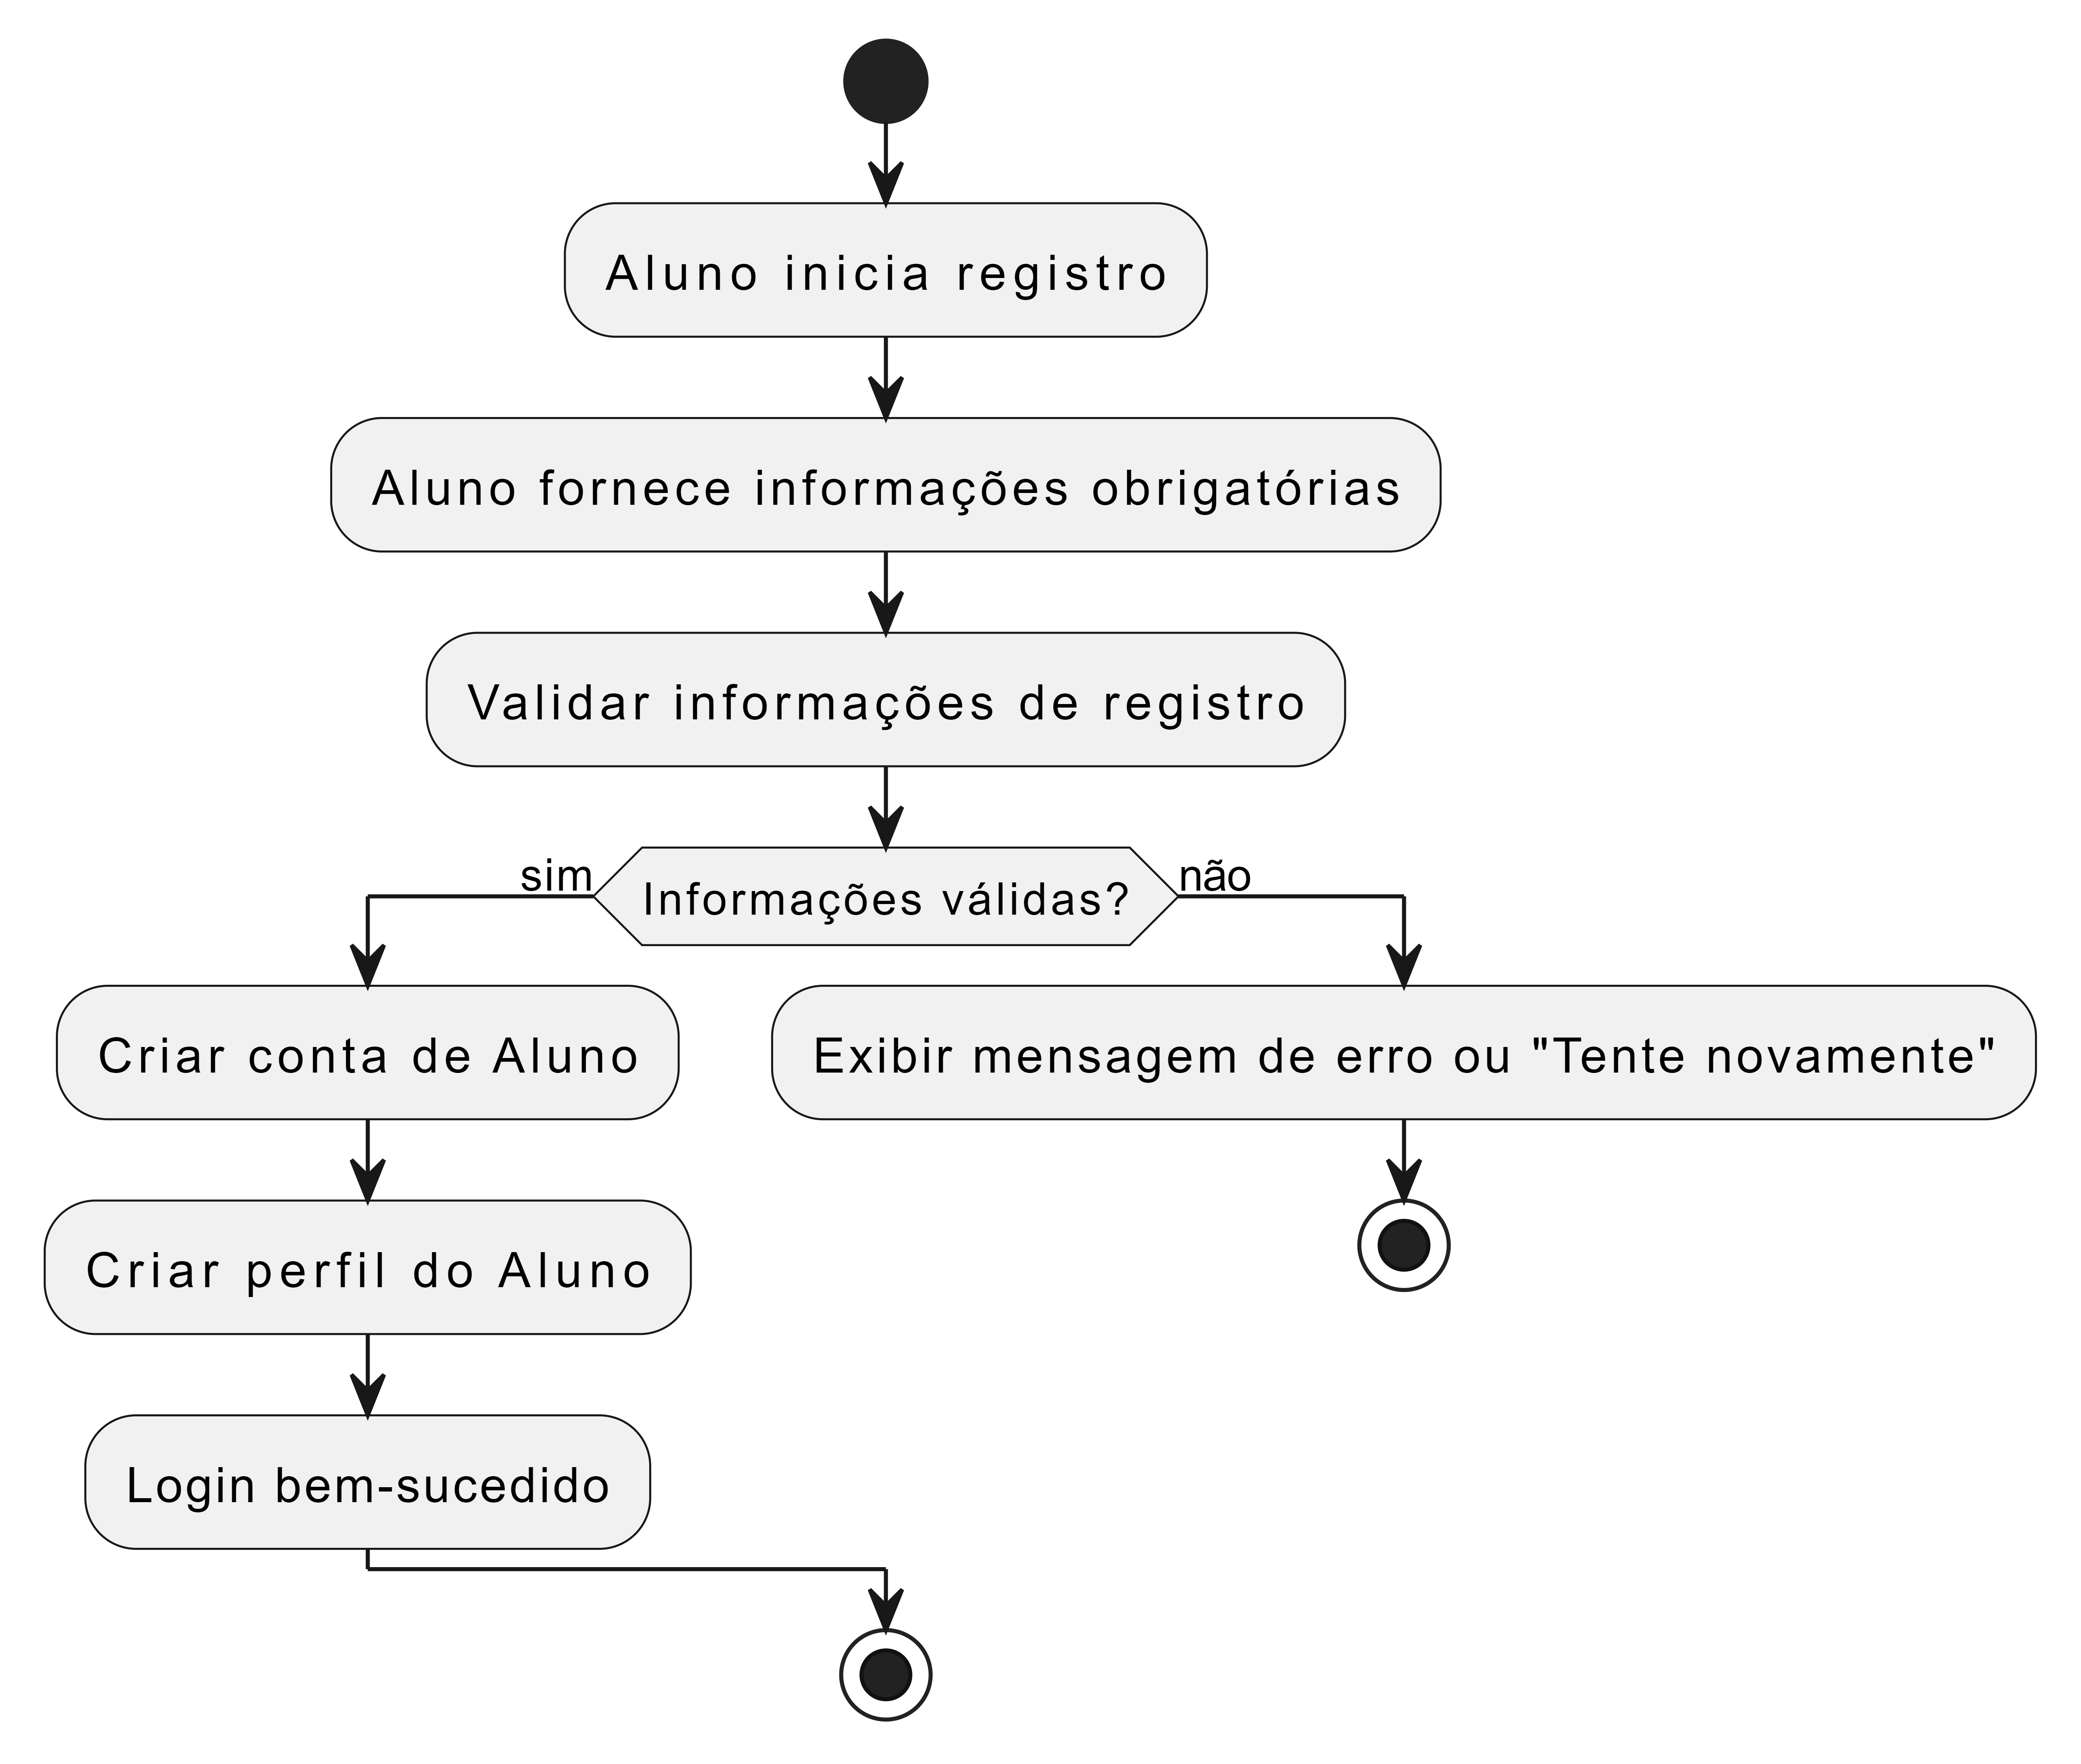 Aluno inicia registro
Aluno fornece informações obrigatórias
Validar informações de registro
sim
Informações válidas?
não
Criar conta de Aluno
Exibir mensagem de erro ou "Tente novamente"
Criar perfil do Aluno
Login bem-sucedido